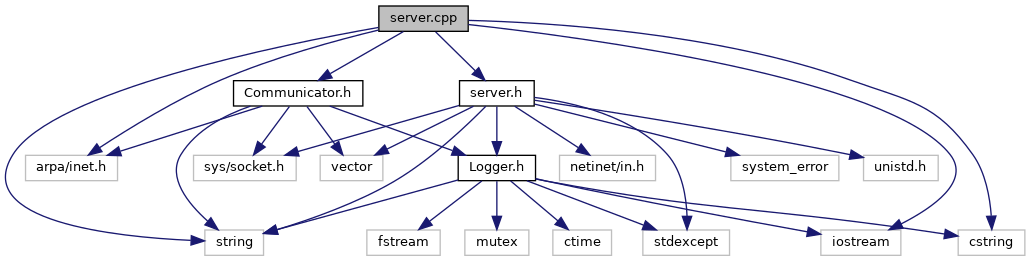 server.cpp
Communicator.h
server.h
arpa/inet.h
sys/socket.h
vector
Logger.h
netinet/in.h
system_error
unistd.h
string
fstream
mutex
ctime
stdexcept
iostream
cstring